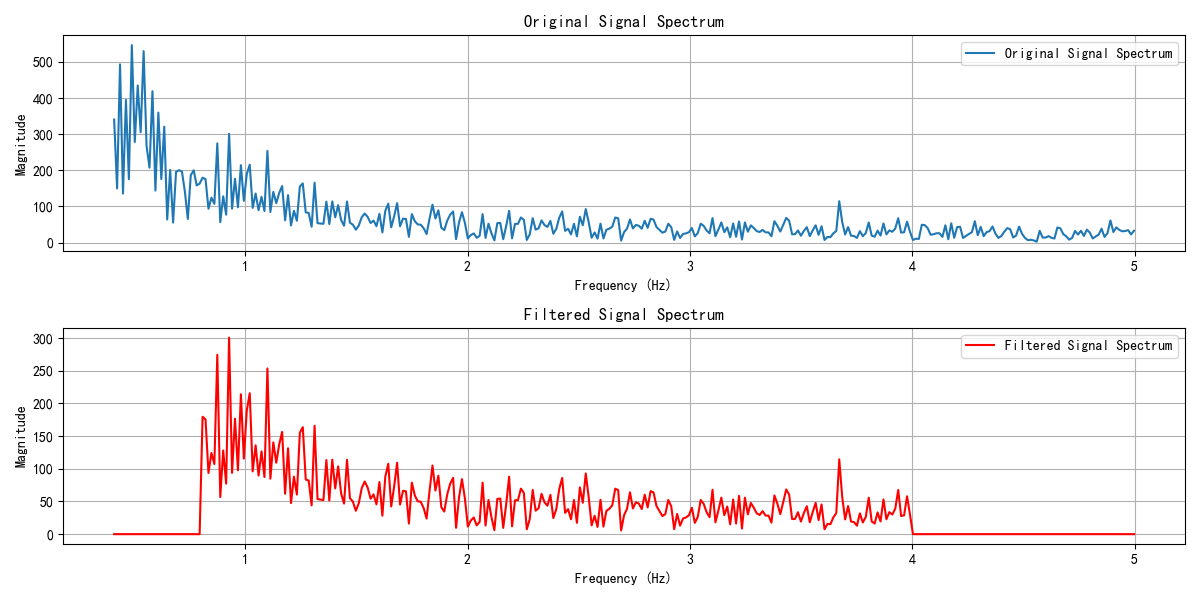 Original Signal Spectrum
Original Signal Spectrum
Magnitude
500
400
300
200
100
0
1
2
3
4
5
Frequency (Hz)
Filtered Signal Spectrum
Filtered Signal Spectrum
Magnitude
300
250
200
150
100
50
0
1
2
3
4
5
Frequency (Hz)